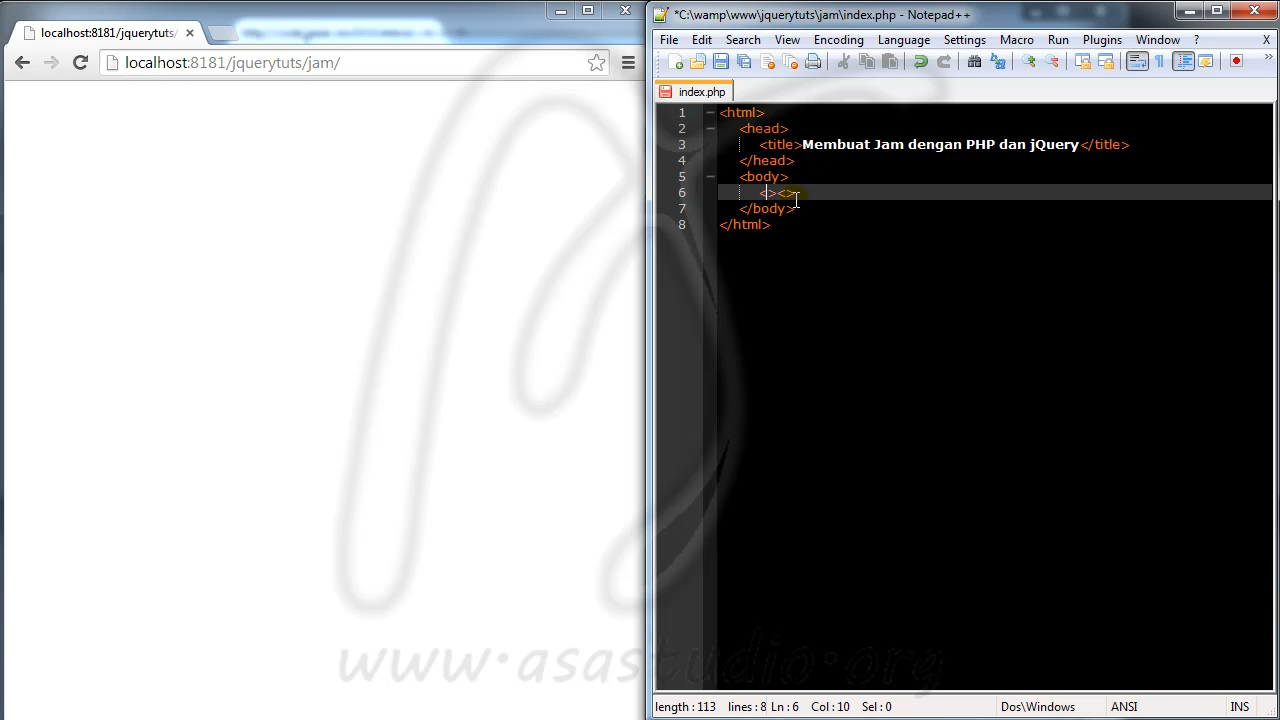 localhost:8181/jquerytuts/
localhost:8181/jquerytuts/jam/
*C:\wamp\www\jquerytuts\jam\index.php - Notepad++
File Edit Search View Encoding Language Settings Macro Run Plugins Window ? X
index.php
1 <html>
2 <head>
3 <title>Membuat Jam dengan PHP dan jQuery</title>
4 </head>
5 <body>
6 <><>
7 </body>
8 </html>
www.asastudio.org
length : 113 lines : 8 Ln : 6 Col : 10 Sel : 0 Dos\Windows ANSI INS